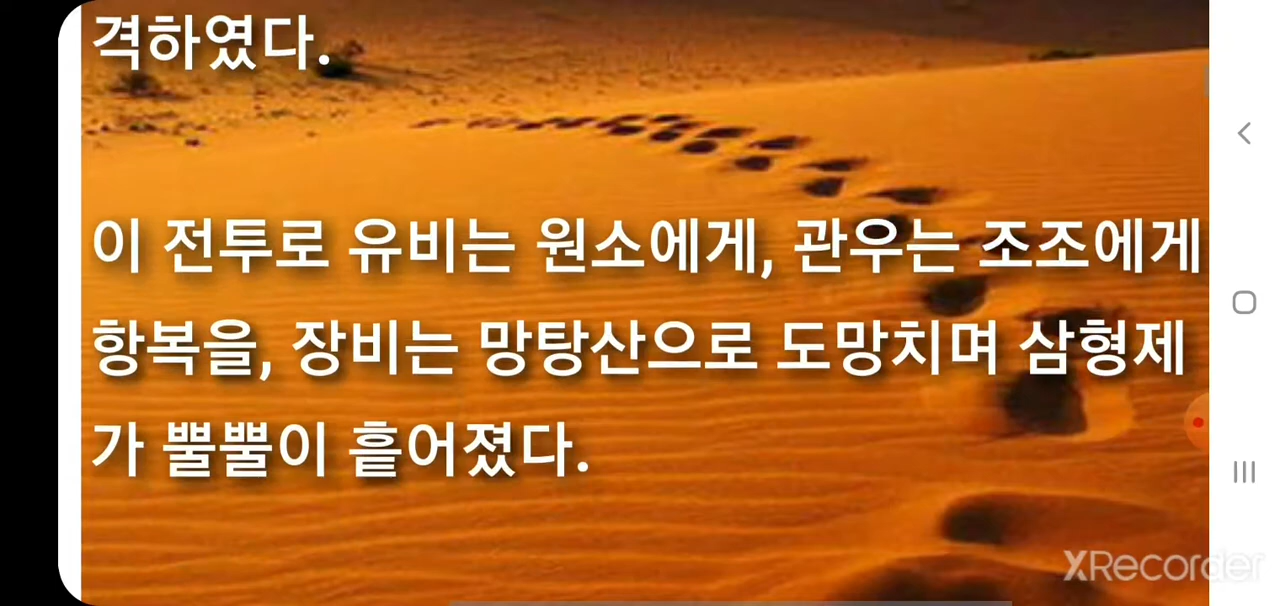 격하였다.
이 전투로 유비는 원소에게, 관우는 조조에게
항복을, 장비는 망탕산으로 도망치며 삼형제
가 뿔뿔이 흩어졌다.
XRecorder